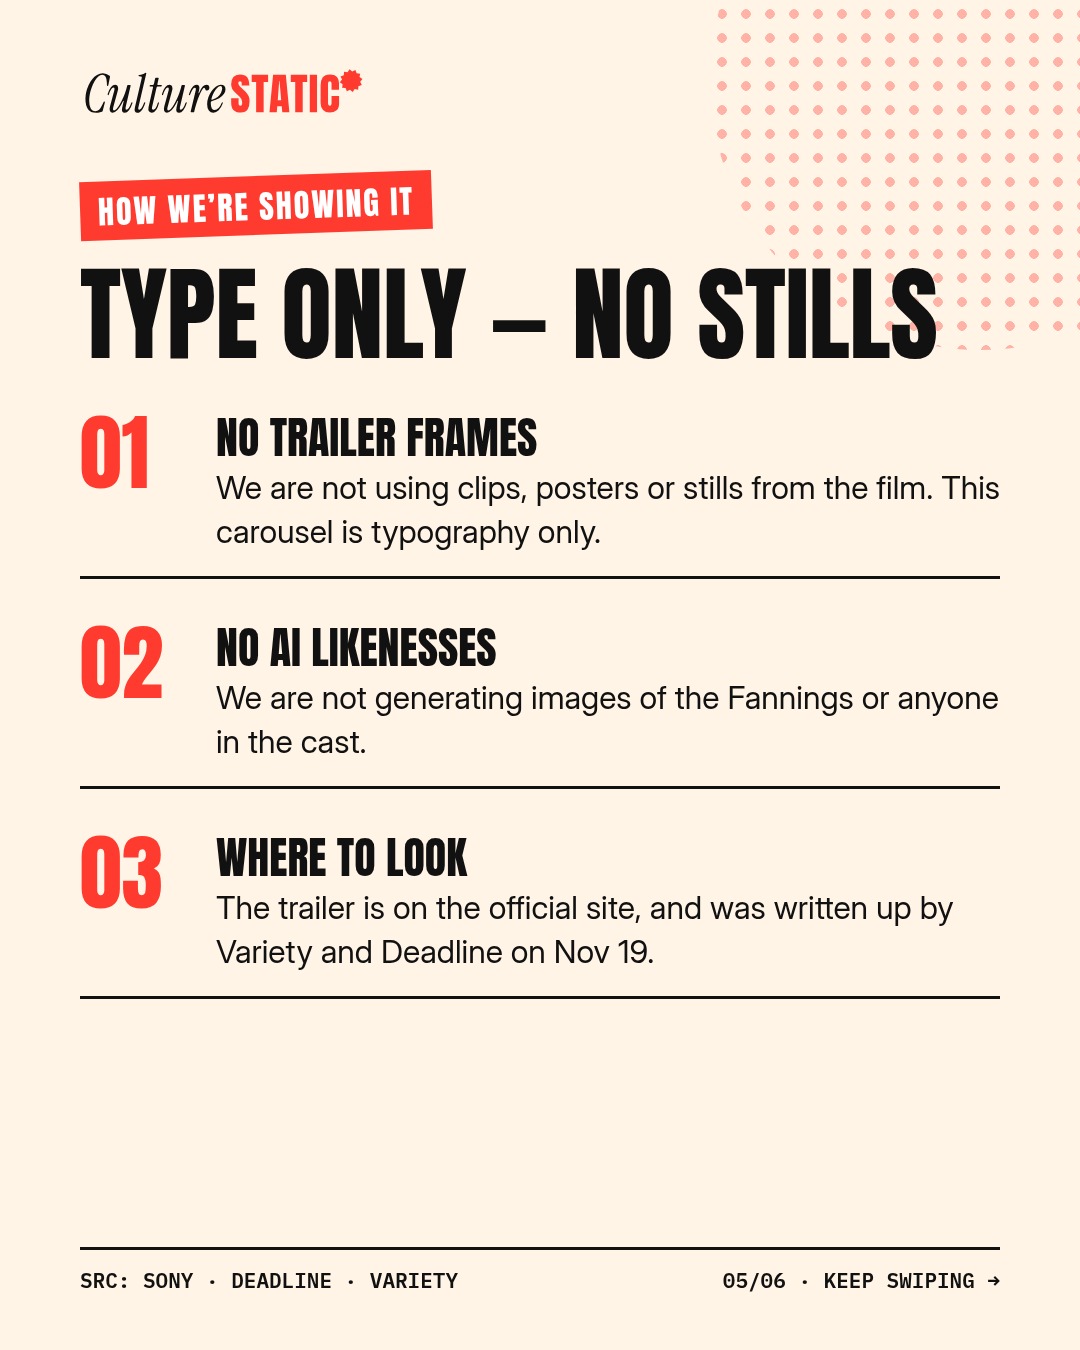 Culture STATIC
HOW WE’RE SHOWING IT
TYPE ONLY — NO STILLS
01
NO TRAILER FRAMES
We are not using clips, posters or stills from the film. This
carousel is typography only.
02
NO AI LIKENESSES
We are not generating images of the Fannings or anyone
in the cast.
03
WHERE TO LOOK
The trailer is on the official site, and was written up by
Variety and Deadline on Nov 19.
SRC: SONY · DEADLINE · VARIETY
05/06 · KEEP SWIPING →